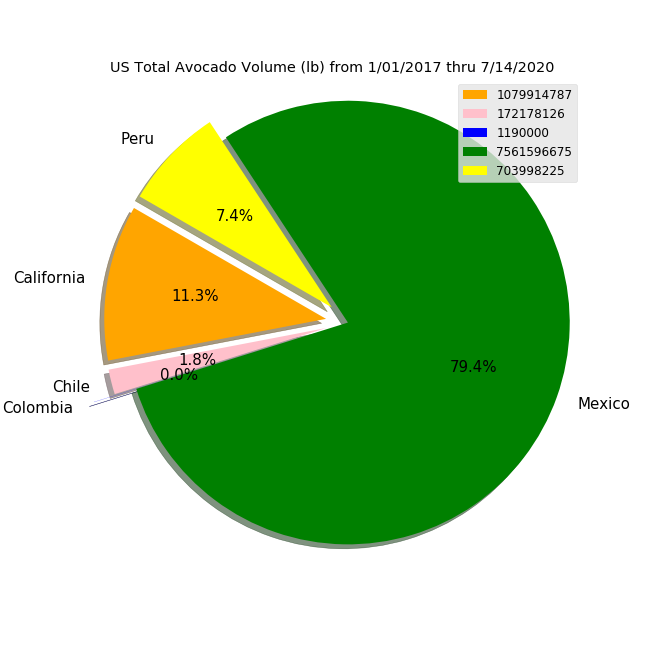 US Total Avocado Volume (lb) from 1/01/2017 thru 7/14/2020
1079914787
172178126
1190000
7561596675
703998225
Peru
7.4%
California
11.3%
1.8%
0.0%
Chile
Colombia
79.4%
Mexico